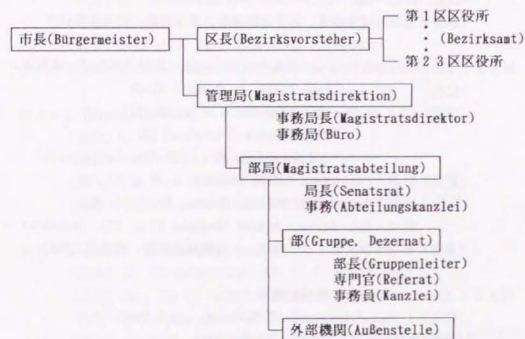 市長(Bürgermeister)
区長(Bezirksvorsteher)
第1区区役所
・
・ (Bezirksamt)
・
第23区区役所
管理局(Magistratsdirektion)
事務局長(Magistratsdirektor)
事務局(Büro)
部局(Magistratsabteilung)
局長(Senatsrat)
事務(Abteilungskanzlei)
部(Gruppe, Dezernat)
部長(Gruppenleiter)
専門官(Referat)
事務員(Kanzlei)
外部機関(Außenstelle)